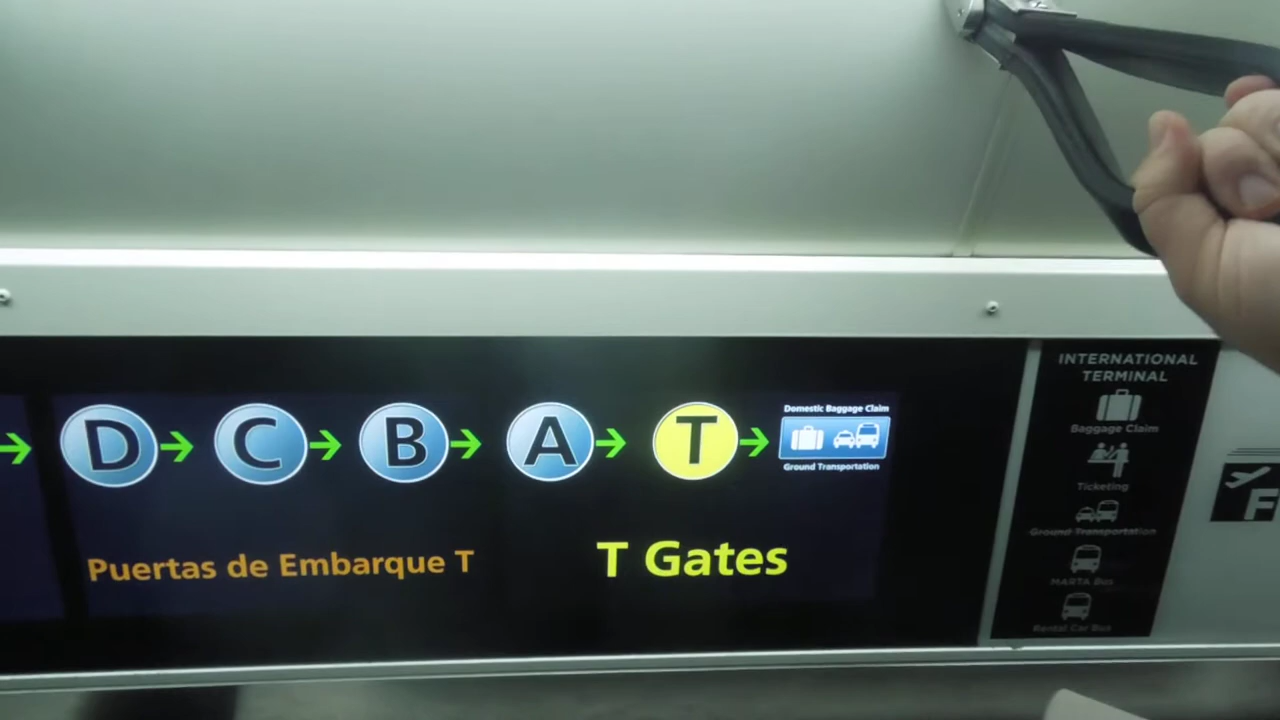 D C B A T
Domestic Baggage Claim
Ground Transportation
Puertas de Embarque T
T Gates
INTERNATIONAL
TERMINAL
Baggage Claim
Ticketing
Ground Transportation
MARTA Bus
Rental Car Bus
F